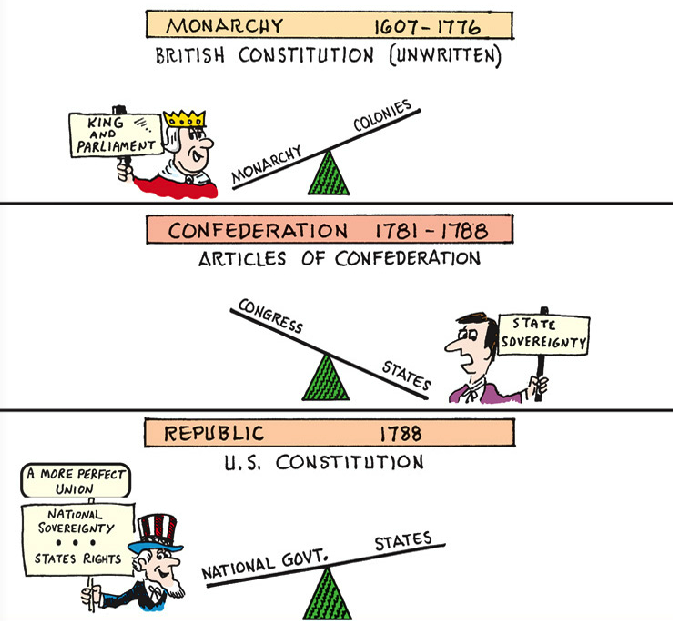 MONARCHY 1607-1776
BRITISH CONSTITUTION (UNWRITTEN)
KING
AND
PARLIAMENT
MONARCHY
COLONIES
CONFEDERATION 1781-1788
ARTICLES OF CONFEDERATION
CONGRESS
STATES
STATE
SOVEREIGNTY
REPUBLIC 1788
U.S. CONSTITUTION
A MORE PERFECT
UNION
NATIONAL
SOVEREIGNTY
• • •
STATES RIGHTS
NATIONAL GOVT.
STATES